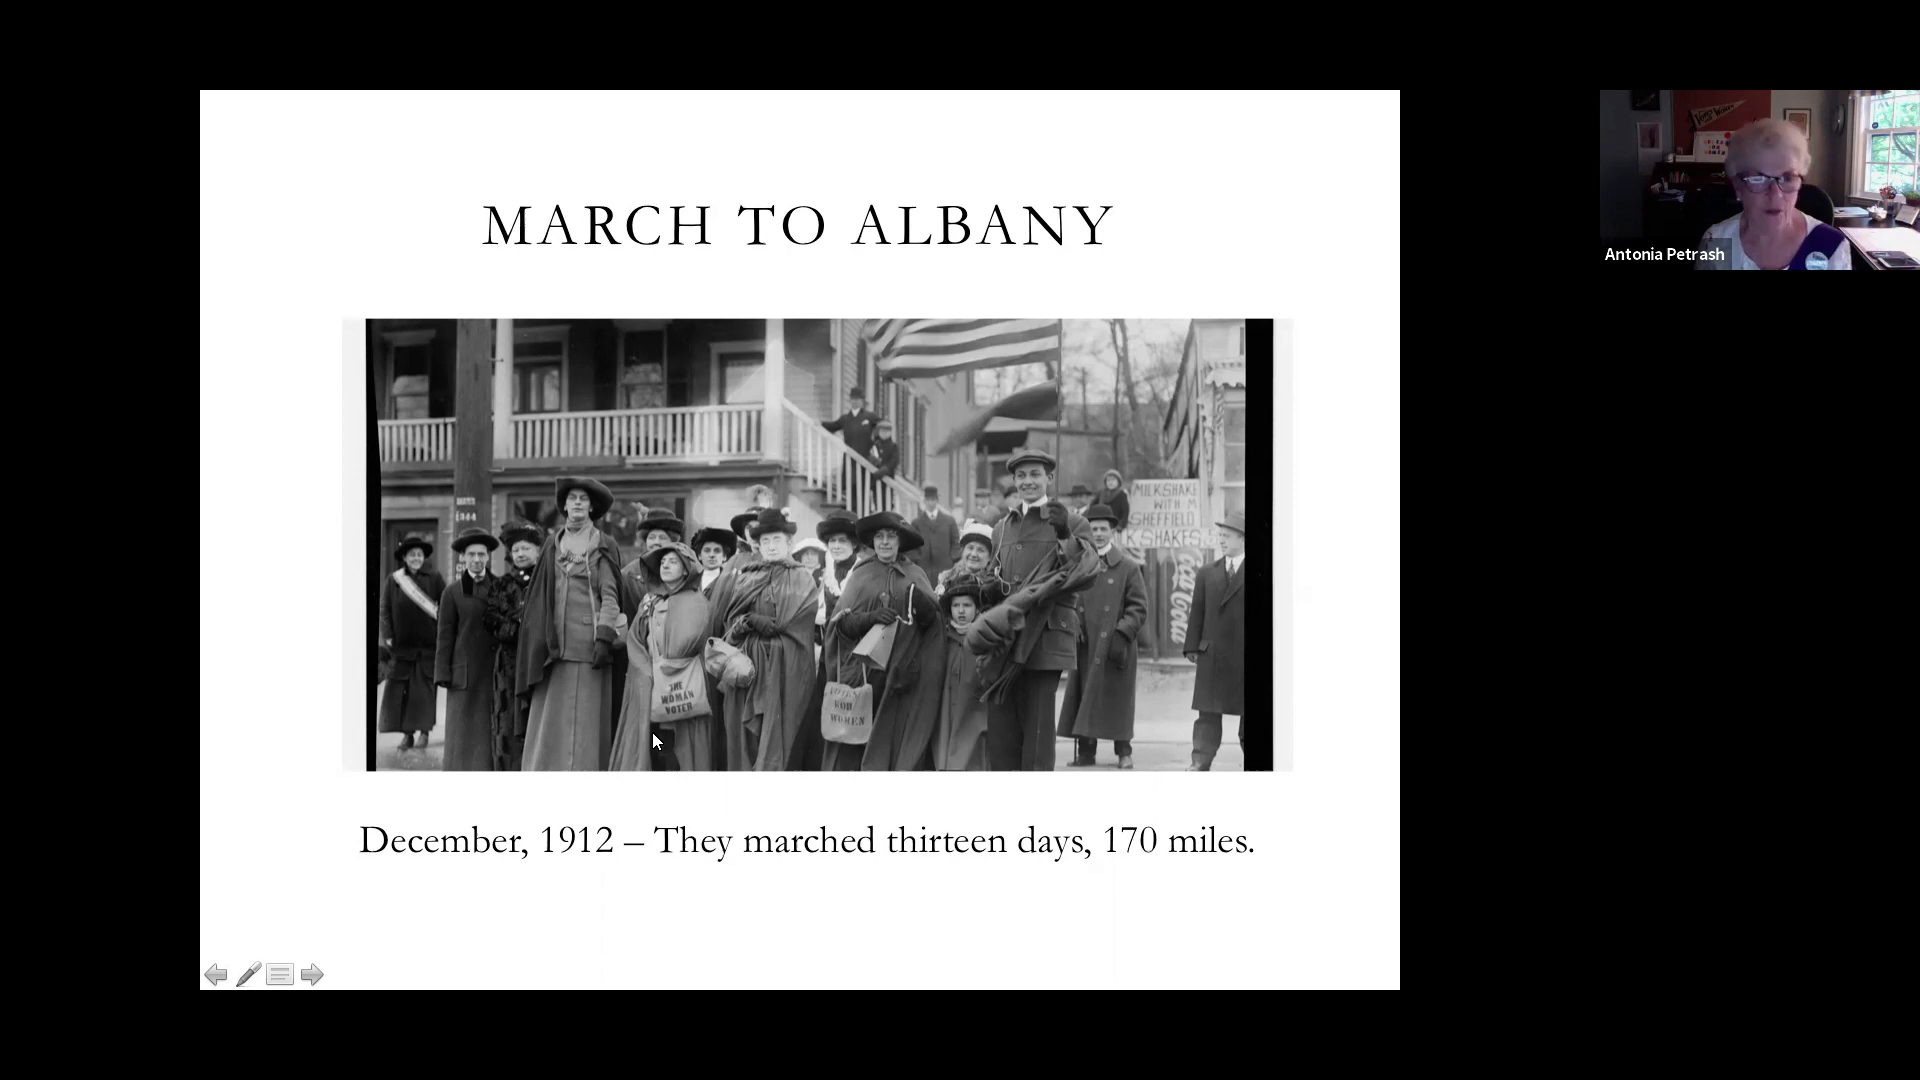 MARCH TO ALBANY
MILKSHAKE
WITH M
SHEFFIELD
K SHAKES
Coca Cola
THE
WOMAN
VOTER
VOTES
FOR
WOMEN
December, 1912 – They marched thirteen days, 170 miles.
Antonia Petrash